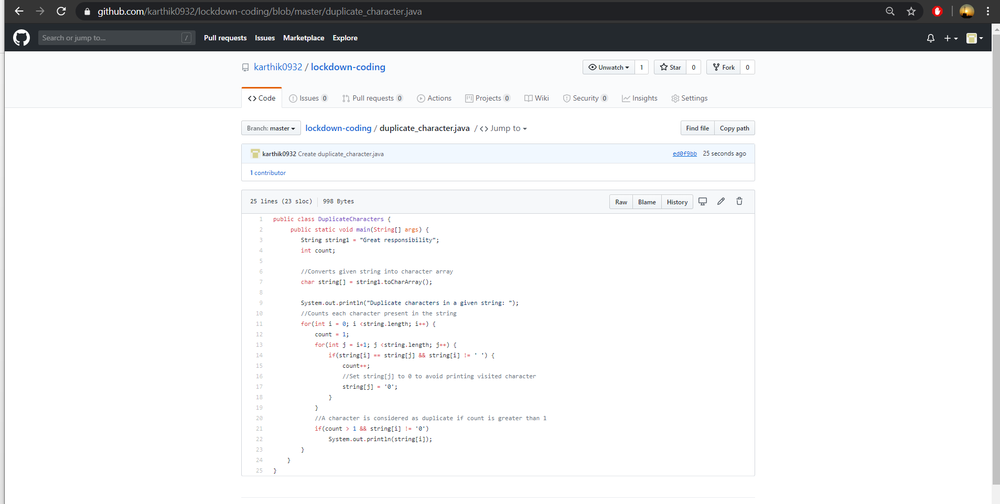 github.com/karthik0932/lockdown-coding/blob/master/duplicate_character.java
Search or jump to... / Pull requests Issues Marketplace Explore
karthik0932 / lockdown-coding Unwatch 1 Star 0 Fork 0
Code Issues 0 Pull requests 0 Actions Projects 0 Wiki Security 0 Insights Settings
Branch: master lockdown-coding / duplicate_character.java / <> Jump to Find file Copy path
karthik0932 Create duplicate_character.java ed0f9bb 25 seconds ago
1 contributor
25 lines (23 sloc) 998 Bytes Raw Blame History
1 public class DuplicateCharacters {
2 public static void main(String[] args) {
3 String string1 = "Great responsibility";
4 int count;
5
6 //Converts given string into character array
7 char string[] = string1.toCharArray();
8
9 System.out.println("Duplicate characters in a given string: ");
10 //Counts each character present in the string
11 for(int i = 0; i <string.length; i++) {
12 count = 1;
13 for(int j = i+1; j <string.length; j++) {
14 if(string[i] == string[j] && string[i] != ' ') {
15 count++;
16 //Set string[j] to 0 to avoid printing visited character
17 string[j] = '0';
18 }
19 }
20 //A character is considered as duplicate if count is greater than 1
21 if(count > 1 && string[i] != '0')
22 System.out.println(string[i]);
23 }
24 }
25 }